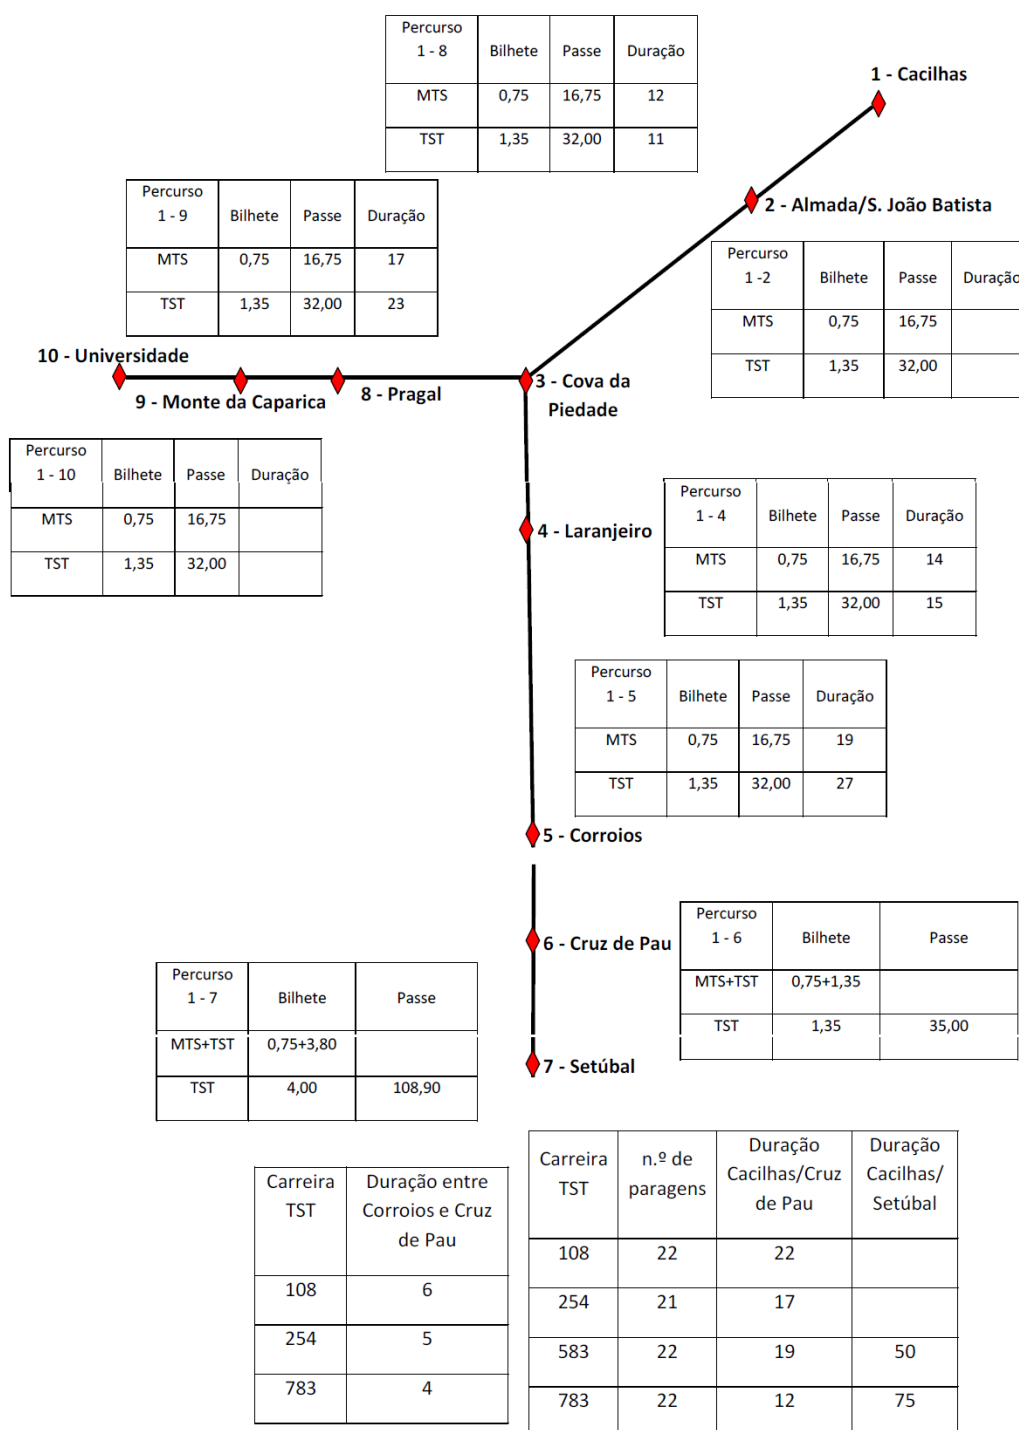 Percurso
1 - 8 Bilhete Passe Duração
MTS 0,75 16,75 12
TST 1,35 32,00 11
1 - Cacilhas
Percurso
1 - 9 Bilhete Passe Duração
MTS 0,75 16,75 17
TST 1,35 32,00 23
2 - Almada/S. João Batista
Percurso
1 -2 Bilhete Passe Duração
MTS 0,75 16,75
TST 1,35 32,00
10 - Universidade
9 - Monte da Caparica
8 - Pragal
3 - Cova da
Piedade
Percurso
1 - 10 Bilhete Passe Duração
MTS 0,75 16,75
TST 1,35 32,00
4 - Laranjeiro
Percurso
1 - 4 Bilhete Passe Duração
MTS 0,75 16,75 14
TST 1,35 32,00 15
Percurso
1 - 5 Bilhete Passe Duração
MTS 0,75 16,75 19
TST 1,35 32,00 27
5 - Corroios
6 - Cruz de Pau
Percurso
1 - 6 Bilhete Passe
MTS+TST 0,75+1,35
TST 1,35 35,00
Percurso
1 - 7 Bilhete Passe
MTS+TST 0,75+3,80
TST 4,00 108,90
7 - Setúbal
Carreira Duração entre
TST Corroios e Cruz
de Pau
108 6
254 5
783 4
Carreira n.º de Duração Duração
TST paragens Cacilhas/Cruz Cacilhas/
de Pau Setúbal
108 22 22
254 21 17
583 22 19 50
783 22 12 75